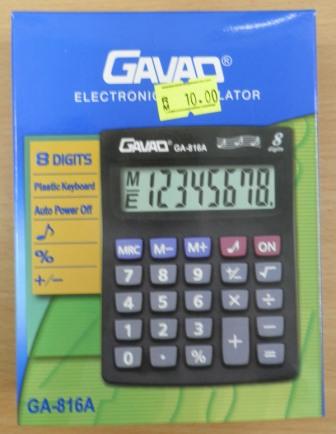 GAVAO®
ELECTRONIC
RM 10.00
8 DIGITS
Plastic Keyboard
Auto Power Off
%
+/−
GAVAO® GA-816A
8 digits
M
E 12345678.
MRC M− M+ ON
7 8 9 +/− √
4 5 6 × ÷
1 2 3 + −
0 . % =
GA-816A